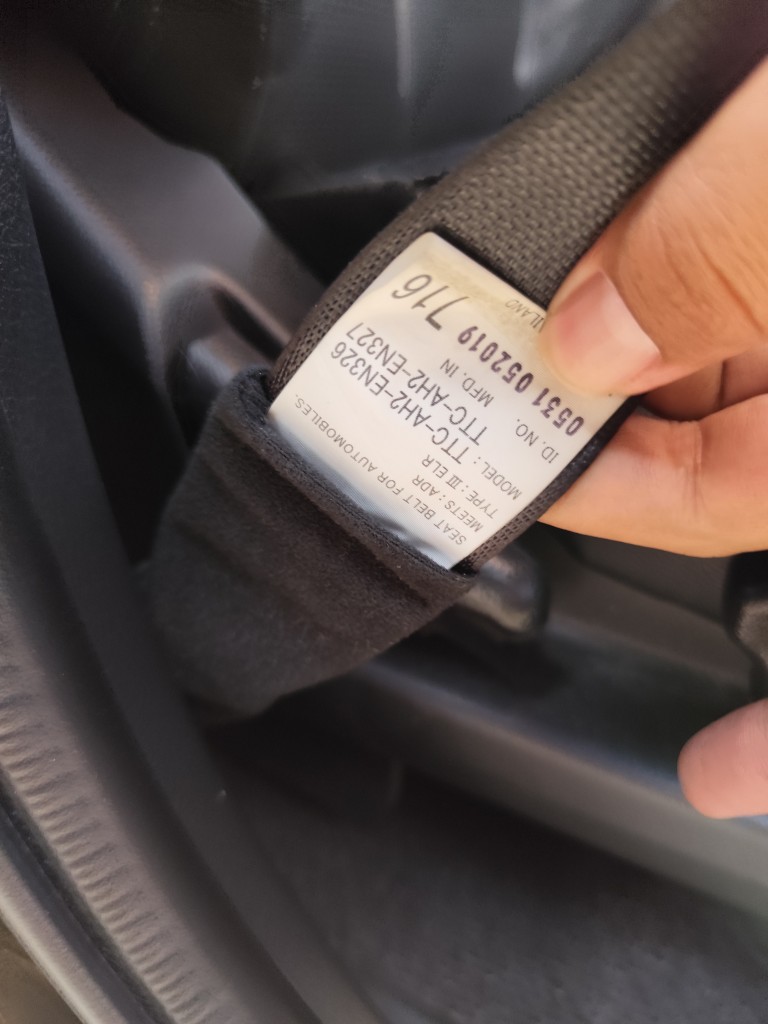 SEAT BELT FOR AUTOMOBILES.
MEETS : ADR
TYPE : III ELR
MODEL : TTC-AH2-EN326
TTC-AH2-EN327
ID. NO. MFD. IN
0531 052019 716